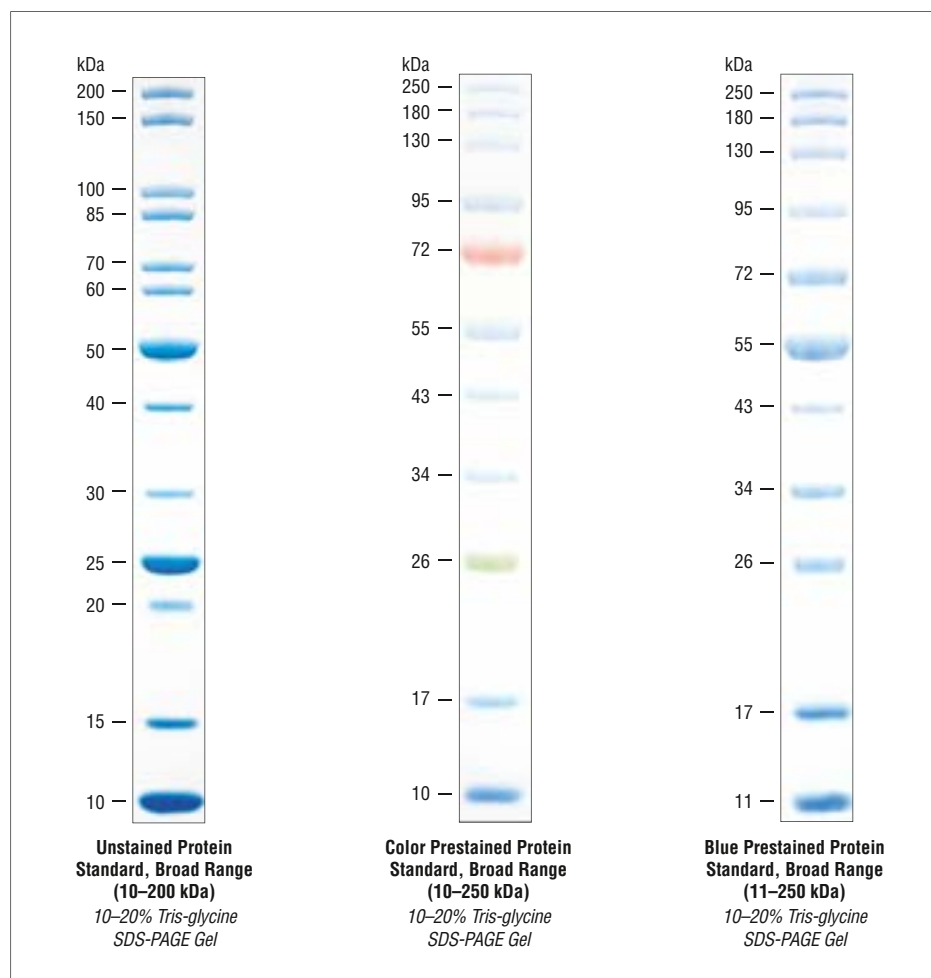 kDa
200
150
100
85
70
60
50
40
30
25
20
15
10
Unstained Protein
Standard, Broad Range
(10–200 kDa)
10–20% Tris-glycine
SDS-PAGE Gel
kDa
250
180
130
95
72
55
43
34
26
17
10
Color Prestained Protein
Standard, Broad Range
(10–250 kDa)
10–20% Tris-glycine
SDS-PAGE Gel
kDa
250
180
130
95
72
55
43
34
26
17
11
Blue Prestained Protein
Standard, Broad Range
(11–250 kDa)
10–20% Tris-glycine
SDS-PAGE Gel